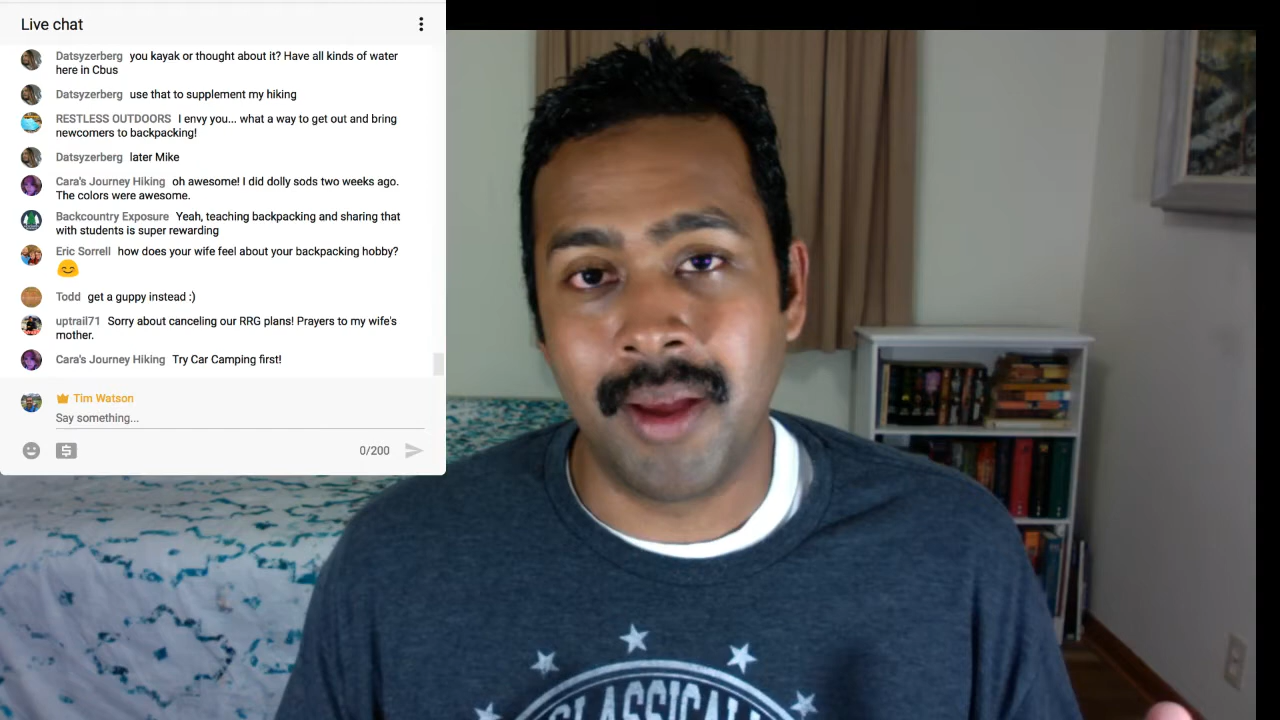 Live chat
Datsyzerberg you kayak or thought about it? Have all kinds of water
here in Cbus
Datsyzerberg use that to supplement my hiking
RESTLESS OUTDOORS I envy you... what a way to get out and bring
newcomers to backpacking!
Datsyzerberg later Mike
Cara's Journey Hiking oh awesome! I did dolly sods two weeks ago.
The colors were awesome.
Backcountry Exposure Yeah, teaching backpacking and sharing that
with students is super rewarding
Eric Sorrell how does your wife feel about your backpacking hobby?
😊
Todd get a guppy instead :)
uptrail71 Sorry about canceling our RRG plans! Prayers to my wife's
mother.
Cara's Journey Hiking Try Car Camping first!
Tim Watson
Say something...
0/200
CLASSICALL